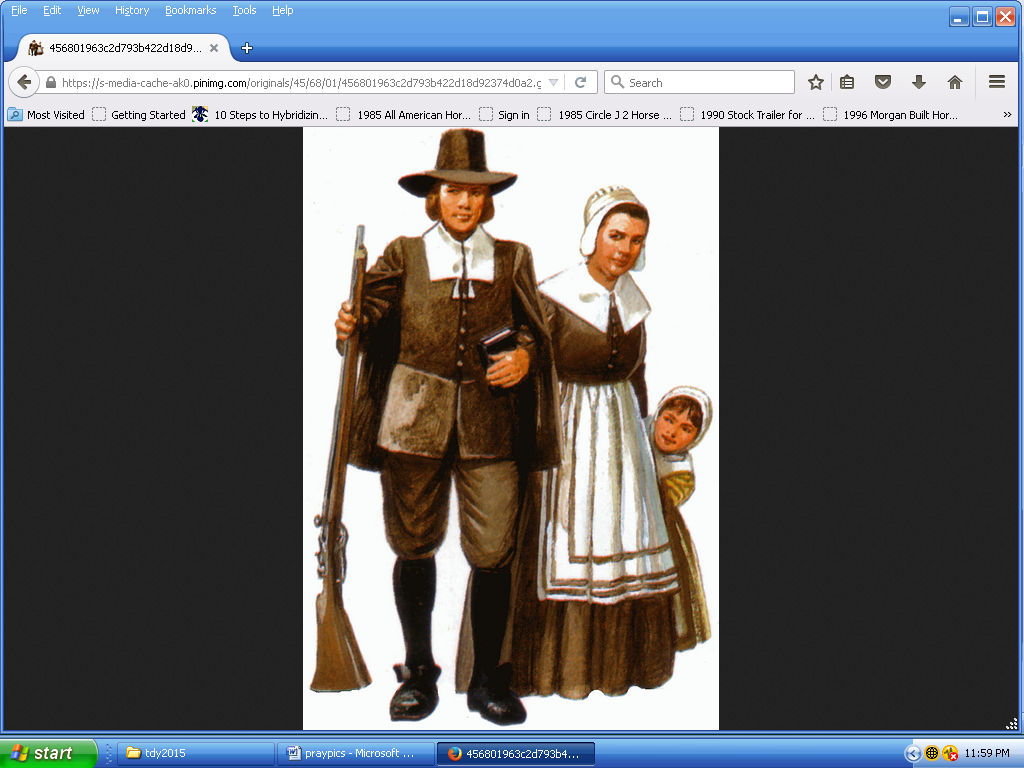 File Edit View History Bookmarks Tools Help
456801963c2d793b422d18d9...
https://s-media-cache-ak0.pinimg.com/originals/45/68/01/456801963c2d793b422d18d92374d0a2.g
Search
Most Visited Getting Started 10 Steps to Hybridizin... 1985 All American Hor... Sign in 1985 Circle J 2 Horse ... 1990 Stock Trailer for ... 1996 Morgan Built Hor... »
start tdy2015 praypics - Microsoft ... 456801963c2d793b4... 11:59 PM